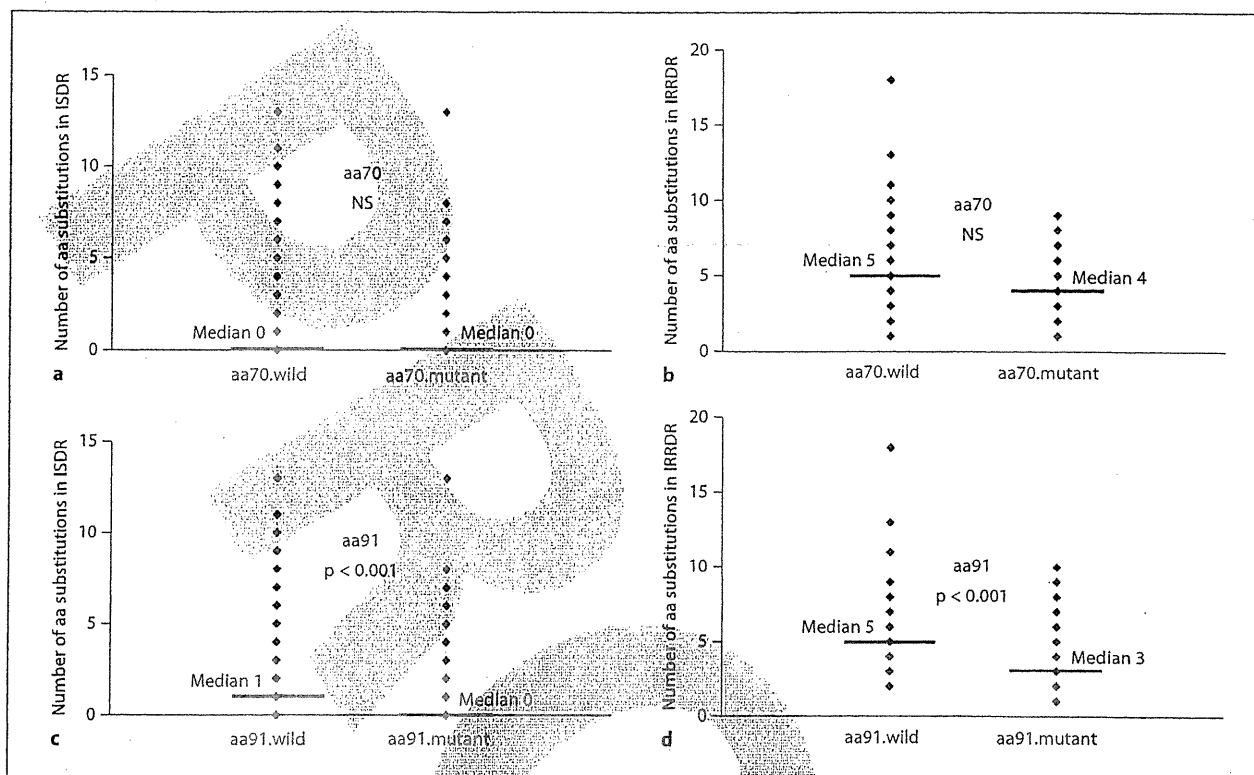 Number of aa substitutions in ISDR
15
10
5
0
aa70
NS
Median 0
Median 0
a
aa70.wild
aa70.mutant
Number of aa substitutions in IRRDR
20
15
10
5
0
aa70
NS
Median 5
Median 4
b
aa70.wild
aa70.mutant
Number of aa substitutions in ISDR
15
10
5
0
aa91
p < 0.001
Median 1
Median 0
c
aa91.wild
aa91.mutant
Number of aa substitutions in IRRDR
20
15
10
5
0
aa91
p < 0.001
Median 5
Median 3
d
aa91.wild
aa91.mutant